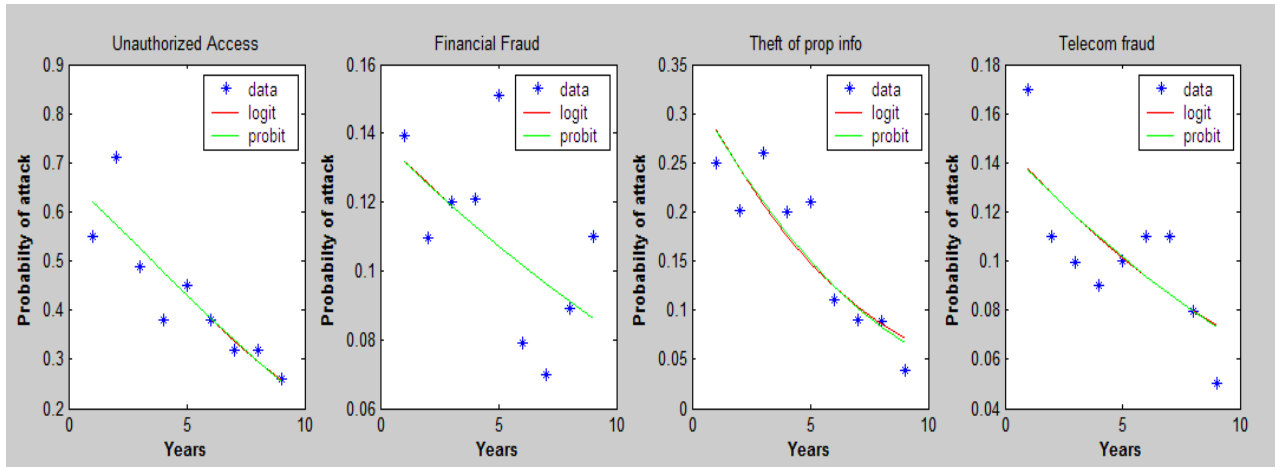 Unauthorized Access
0.9
0.8
0.7
0.6
0.5
0.4
0.3
0.2
0
5
10
Years
Probabilty of attack
data
logit
probit
Financial Fraud
0.16
0.14
0.12
0.1
0.08
0.06
0
5
10
Years
Probabilty of attack
data
logit
probit
Theft of prop info
0.35
0.3
0.25
0.2
0.15
0.1
0.05
0
0
5
10
Years
Probabilty of attack
data
logit
probit
Telecom fraud
0.18
0.16
0.14
0.12
0.1
0.08
0.06
0.04
0
5
10
Years
Probabilty of attack
data
logit
probit